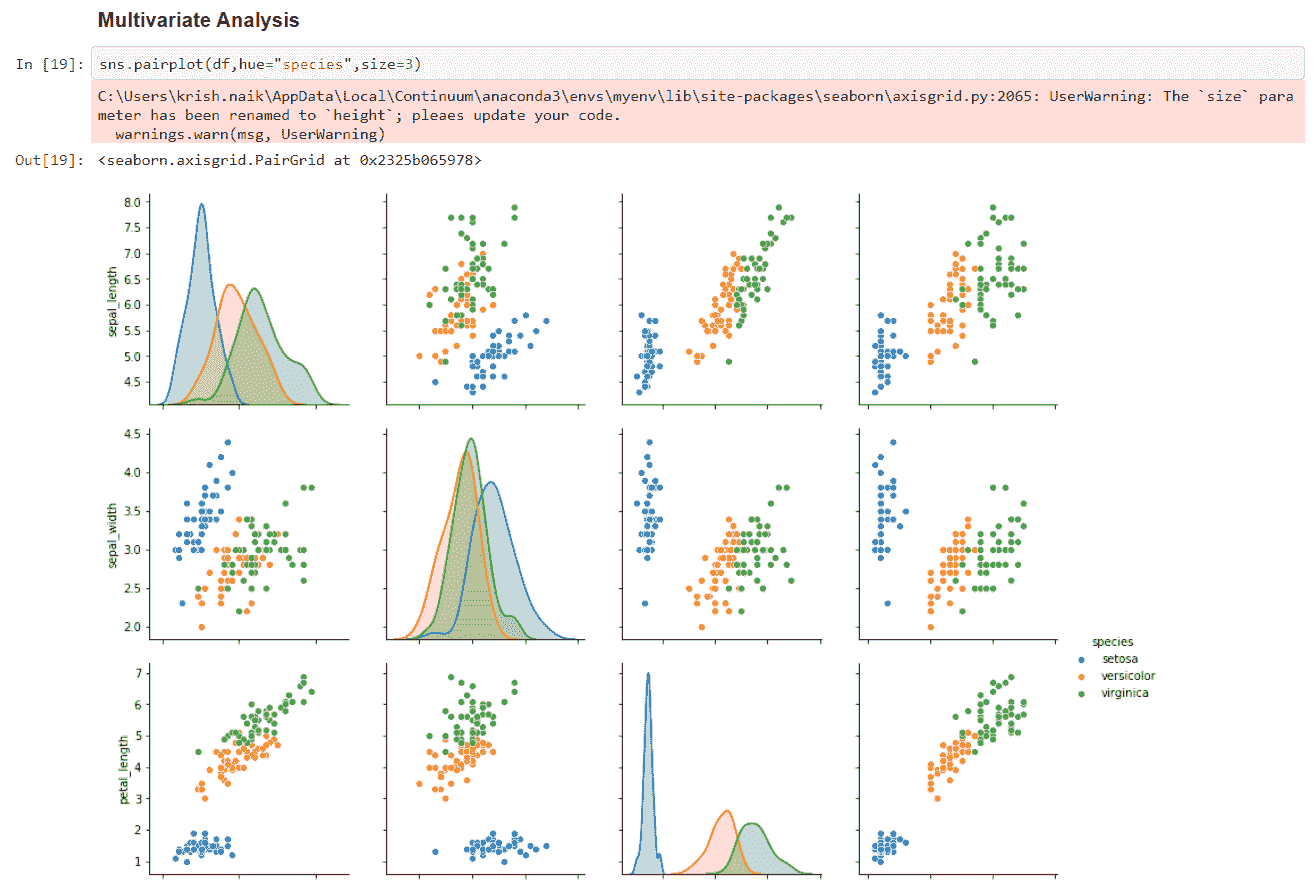 Multivariate Analysis
In [19]: sns.pairplot(df,hue="species",size=3)
C:\Users\krish.naik\AppData\Local\Continuum\anaconda3\envs\myenv\lib\site-packages\seaborn\axisgrid.py:2065: UserWarning: The `size` para
meter has been renamed to `height`; pleaes update your code.
warnings.warn(msg, UserWarning)
Out[19]: <seaborn.axisgrid.PairGrid at 0x2325b065978>
8.0
7.5
7.0
6.5
6.0
5.5
5.0
4.5
sepal_length
4.5
4.0
3.5
3.0
2.5
2.0
sepal_width
species
setosa
versicolor
virginica
7
6
5
4
3
2
1
petal_length